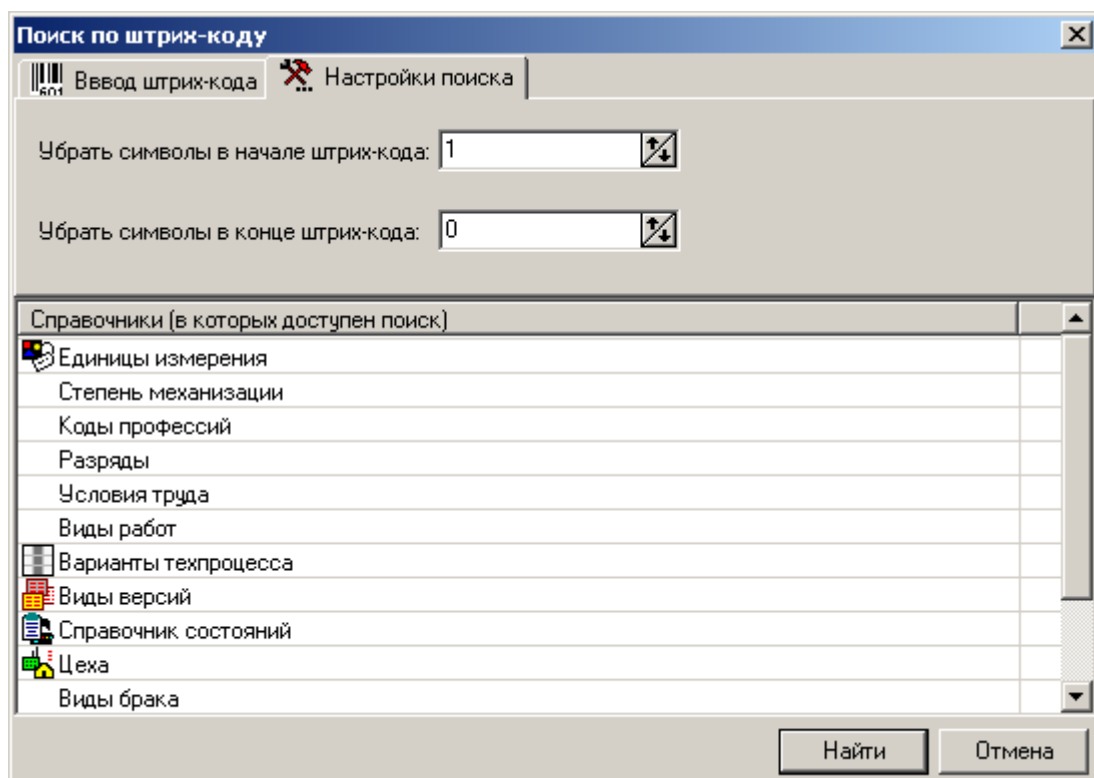 Поиск по штрих-коду
Вввод штрих-кода Настройки поиска
Убрать символы в начале штрих-кода: 1
Убрать символы в конце штрих-кода: 0
Справочники (в которых доступен поиск)
Единицы измерения
Степень механизации
Коды профессий
Разряды
Условия труда
Виды работ
Варианты техпроцесса
Виды версий
Справочник состояний
Цеха
Виды брака
Найти Отмена